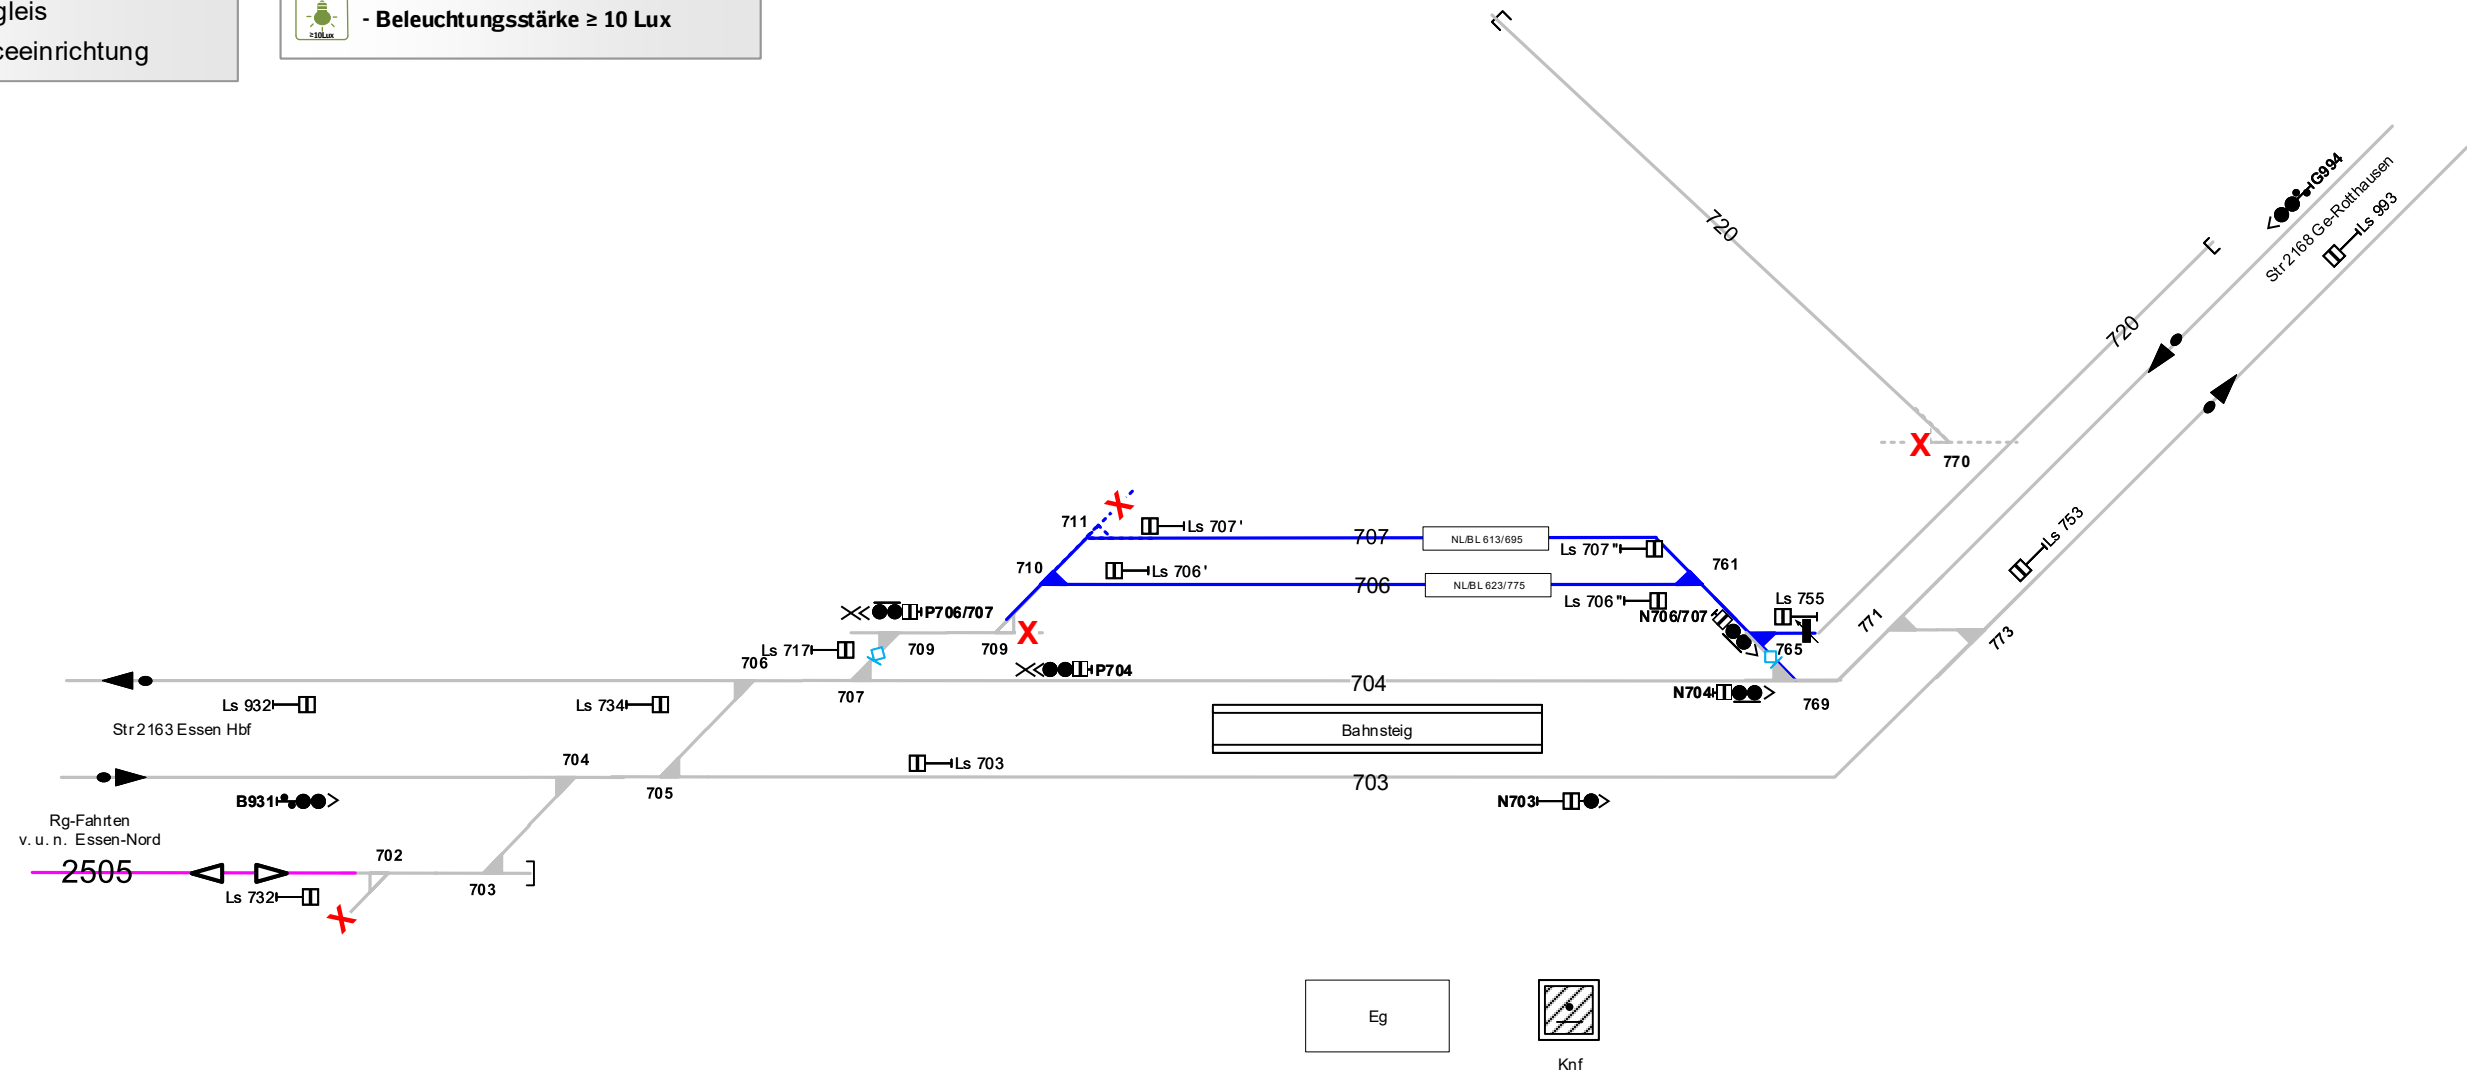 gleis
ceeinrichtung
≥10Lux
- Beleuchtungsstärke ≥ 10 Lux
G994
Str 2168 Ge-Rotthausen
Ls 993
720
720
770
Ls 753
711
Ls 707 '
707
NL/BL 613/695
Ls 707 "
761
710
Ls 706 '
706
NL/BL 623/775
Ls 706 "
Ls 755
P706/707
N706/707
771
773
Ls 717
709
709
765
706
P704
704
N704
769
707
Ls 932
Ls 734
Str 2163 Essen Hbf
Bahnsteig
704
Ls 703
703
705
B931
N703
Rg-Fahrten
v. u. n. Essen-Nord
702
2505
703
Ls 732
Eg
Knf